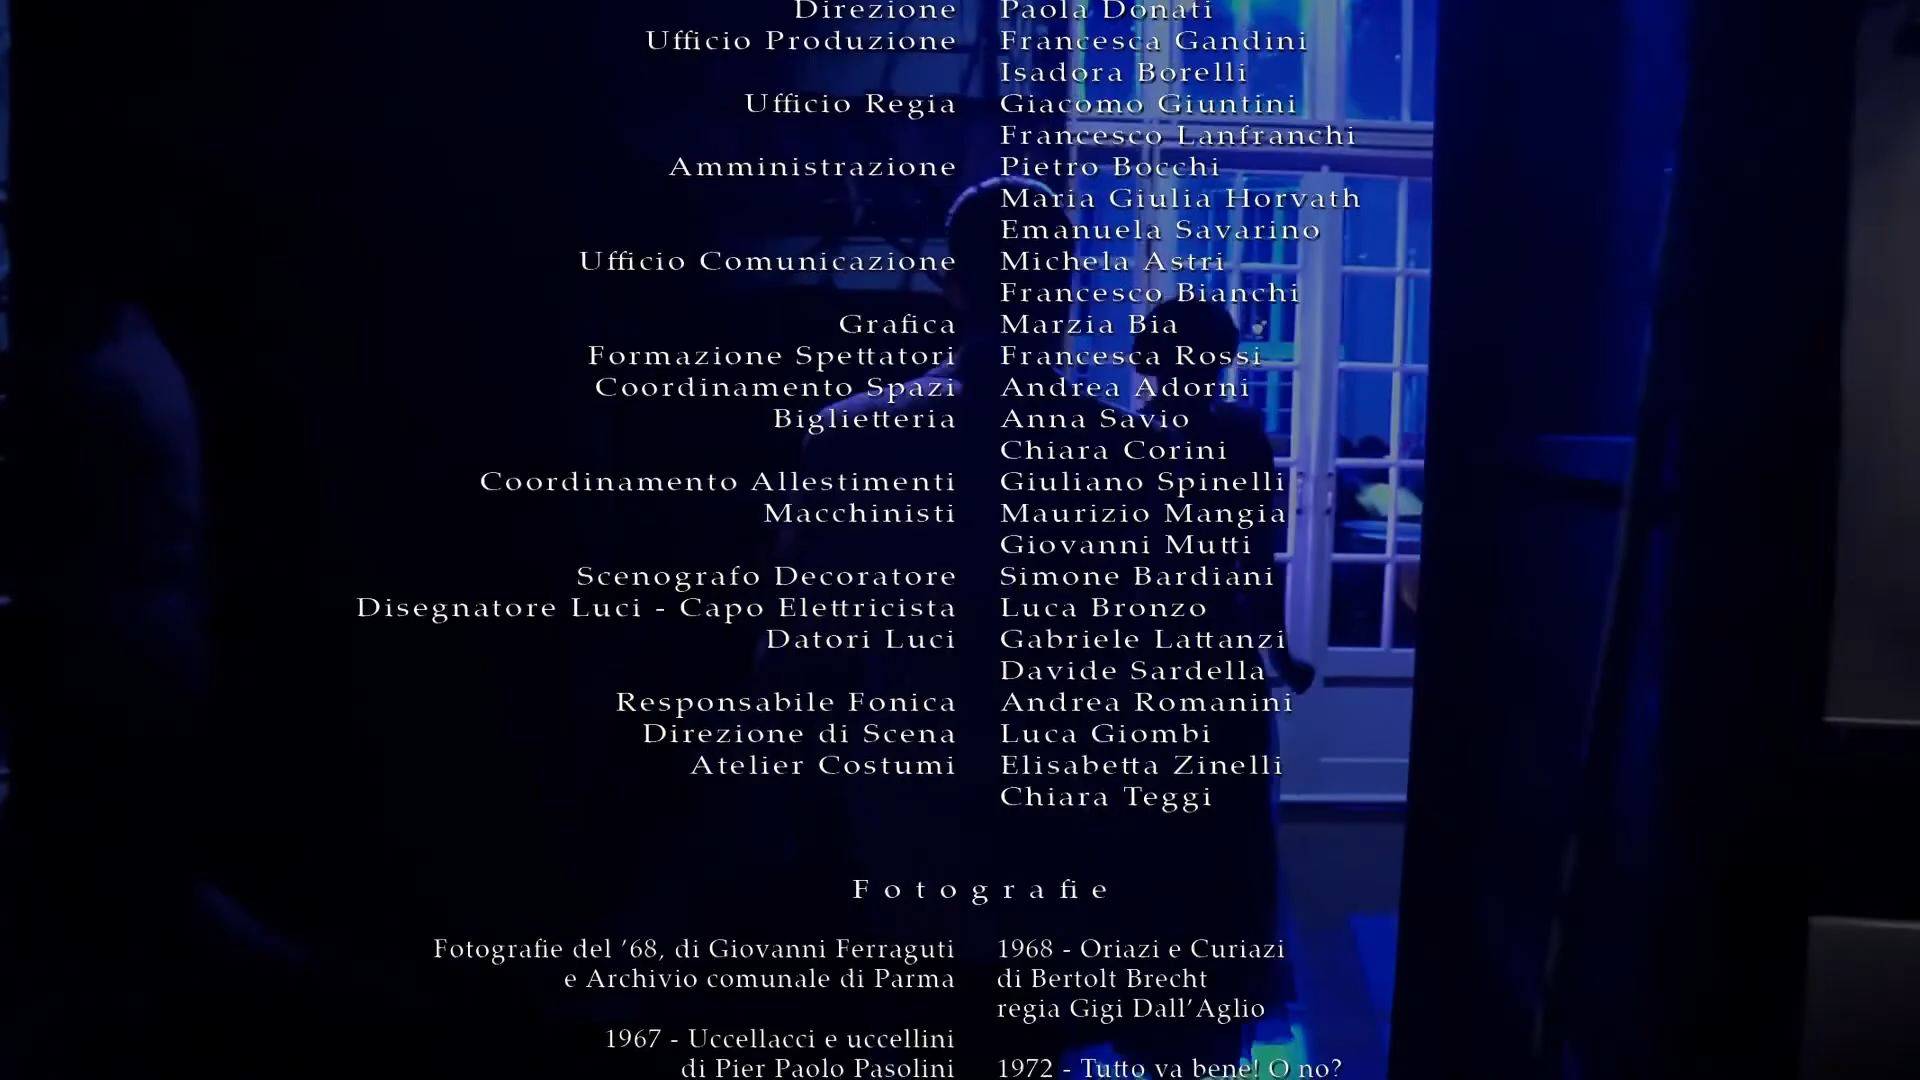 Direzione Paola Donati
Ufficio Produzione Francesca Gandini
Isadora Borelli
Ufficio Regia Giacomo Giuntini
Francesco Lanfranchi
Amministrazione Pietro Bocchi
Maria Giulia Horvath
Emanuela Savarino
Ufficio Comunicazione Michela Astri
Francesco Bianchi
Grafica Marzia Bia
Formazione Spettatori Francesca Rossi
Coordinamento Spazi Andrea Adorni
Biglietteria Anna Savio
Chiara Corini
Coordinamento Allestimenti Giuliano Spinelli
Macchinisti Maurizio Mangia
Giovanni Mutti
Scenografo Decoratore Simone Bardiani
Disegnatore Luci - Capo Elettricista Luca Bronzo
Datori Luci Gabriele Lattanzi
Davide Sardella
Responsabile Fonica Andrea Romanini
Direzione di Scena Luca Giombi
Atelier Costumi Elisabetta Zinelli
Chiara Teggi
Fotografie
Fotografie del ’68, di Giovanni Ferraguti
e Archivio comunale di Parma
1967 - Uccellacci e uccellini
di Pier Paolo Pasolini
1968 - Oriazi e Curiazi
di Bertolt Brecht
regia Gigi Dall’Aglio
1972 - Tutto va bene! O no?